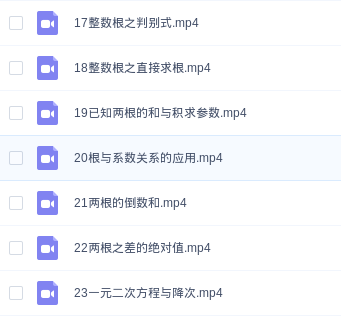 17整数根之判别式.mp4
18整数根之直接求根.mp4
19已知两根的和与积求参数.mp4
20根与系数关系的应用.mp4
21两根的倒数和.mp4
22两根之差的绝对值.mp4
23一元二次方程与降次.mp4